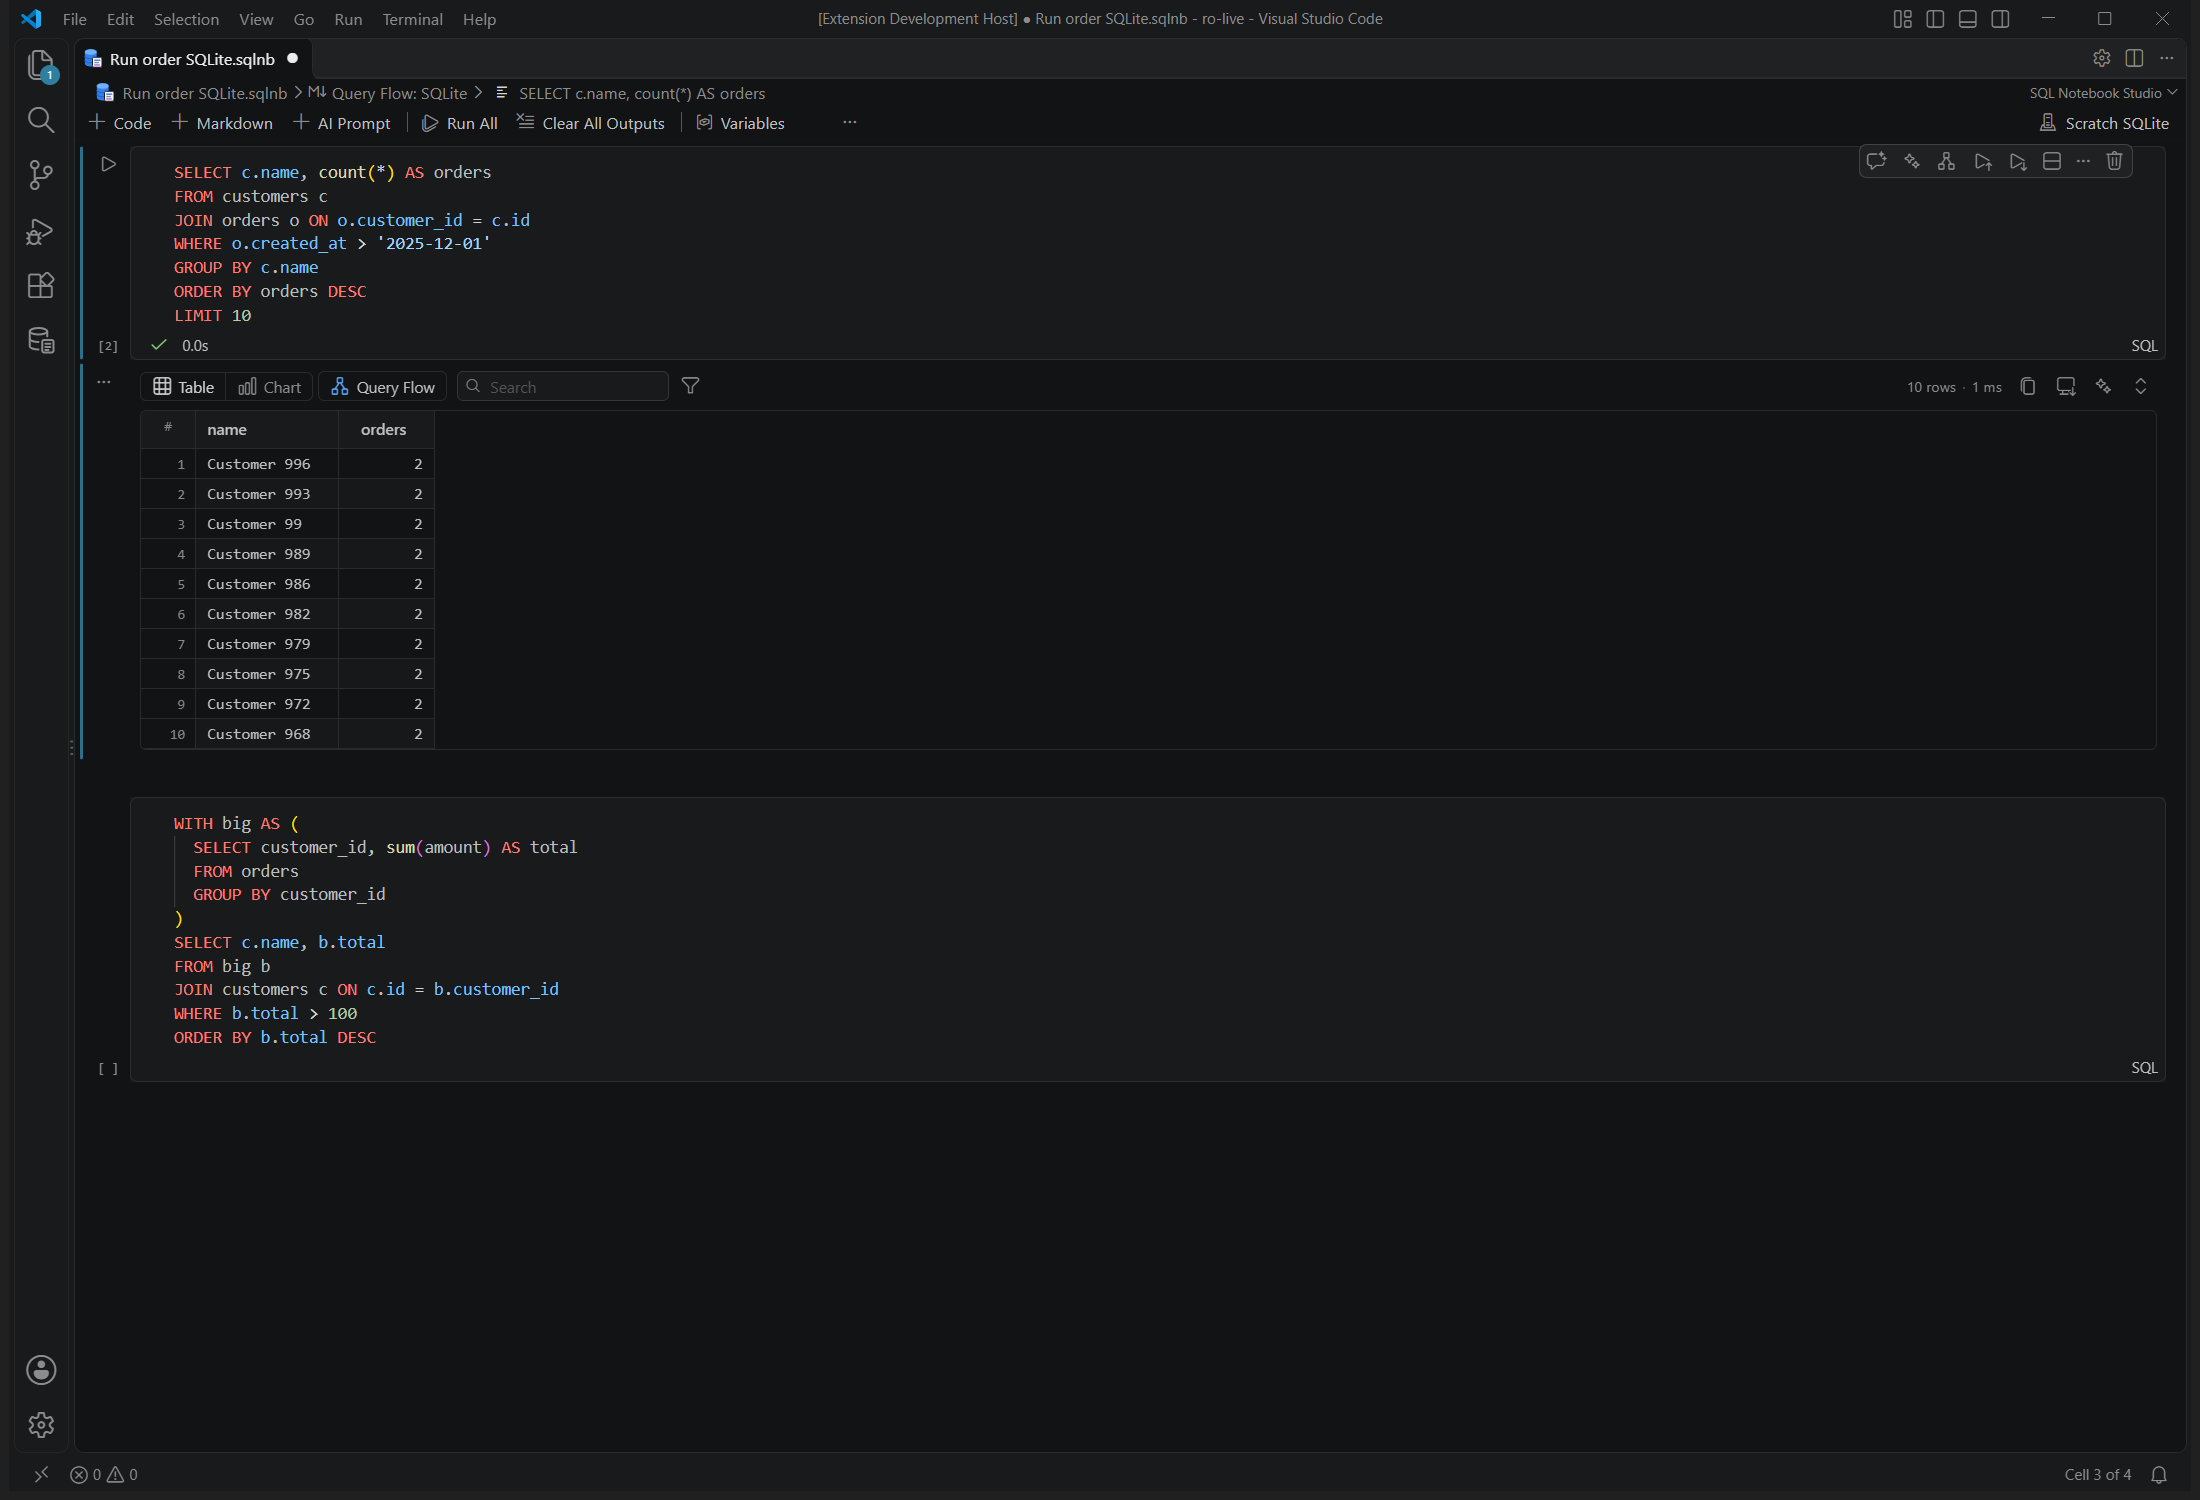 File Edit Selection View Go Run Terminal Help [Extension Development Host] ● Run order SQLite.sqlnb - ro-live - Visual Studio Code
1
Run order SQLite.sqlnb ●
Run order SQLite.sqlnb > M↓ Query Flow: SQLite > SELECT c.name, count(*) AS orders SQL Notebook Studio
+ Code + Markdown + AI Prompt Run All Clear All Outputs Variables ··· Scratch SQLite
SELECT c.name, count(*) AS orders
FROM customers c
JOIN orders o ON o.customer_id = c.id
WHERE o.created_at > '2025-12-01'
GROUP BY c.name
ORDER BY orders DESC
LIMIT 10
[2] 0.0s SQL
Table Chart Query Flow Search 10 rows · 1 ms
# name orders
1 Customer 996 2
2 Customer 993 2
3 Customer 99 2
4 Customer 989 2
5 Customer 986 2
6 Customer 982 2
7 Customer 979 2
8 Customer 975 2
9 Customer 972 2
10 Customer 968 2
WITH big AS (
SELECT customer_id, sum(amount) AS total
FROM orders
GROUP BY customer_id
)
SELECT c.name, b.total
FROM big b
JOIN customers c ON c.id = b.customer_id
WHERE b.total > 100
ORDER BY b.total DESC
[ ] SQL
0 0 Cell 3 of 4